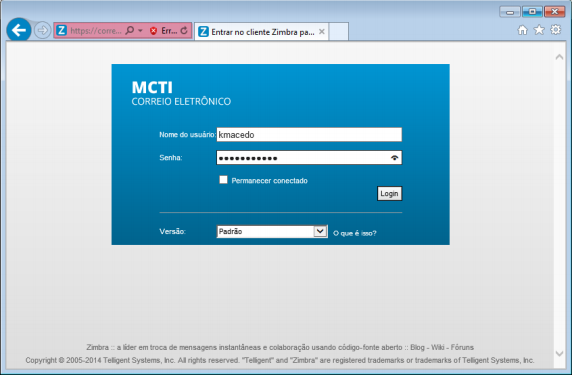 https://corre... Err... Entrar no cliente Zimbra pa...
MCTI
CORREIO ELETRÔNICO
Nome do usuário: kmacedo
Senha: ●●●●●●●●●●●
Permanecer conectado
Login
Versão: Padrão O que é isso?
Zimbra :: a líder em troca de mensagens instantâneas e colaboração usando código-fonte aberto :: Blog - Wiki - Fóruns
Copyright © 2005-2014 Telligent Systems, Inc. All rights reserved. "Telligent" and "Zimbra" are registered trademarks or trademarks of Telligent Systems, Inc.